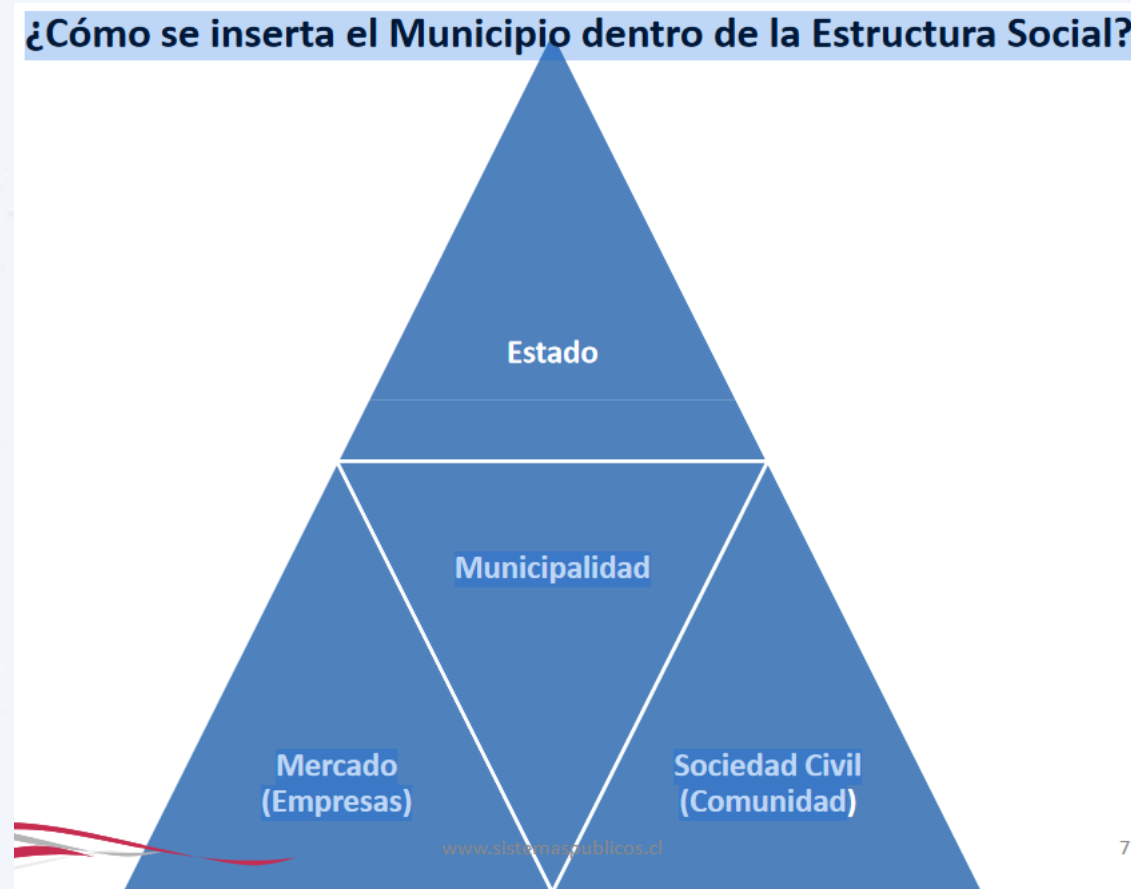 ¿Cómo se inserta el Municipio dentro de la Estructura Social?
Estado
Municipalidad
Mercado
(Empresas)
Sociedad Civil
(Comunidad)
www.sistemaspublicos.cl
7